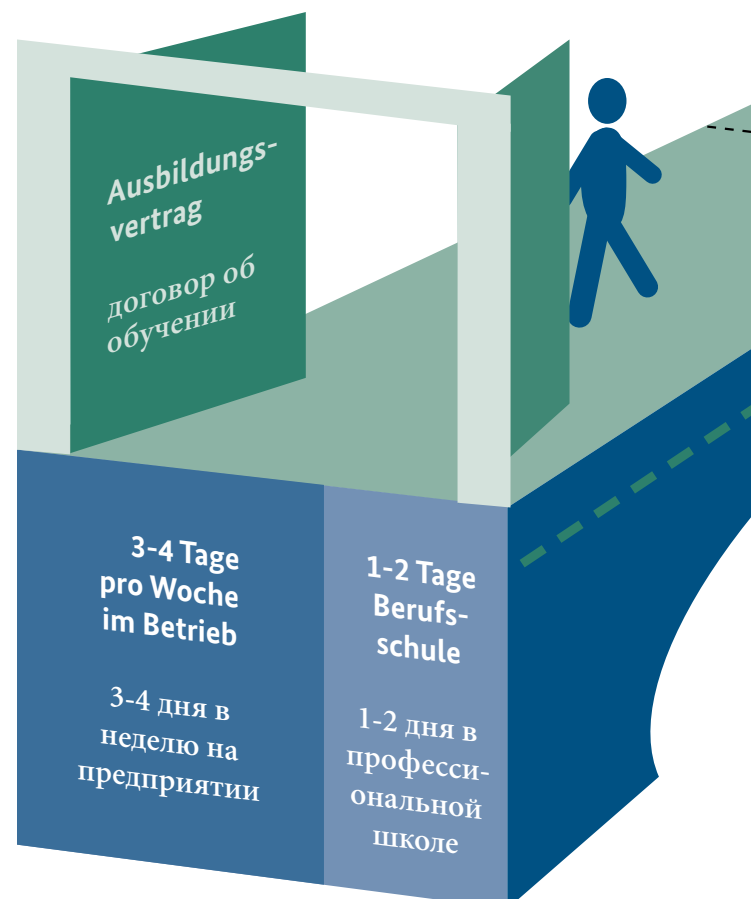 Ausbildungs-
vertrag
договор об
обучении
3-4 Tage
pro Woche
im Betrieb
3-4 дня в
неделю на
предприятии
1-2 Tage
Berufs-
schule
1-2 дня в
професси-
ональной
школе